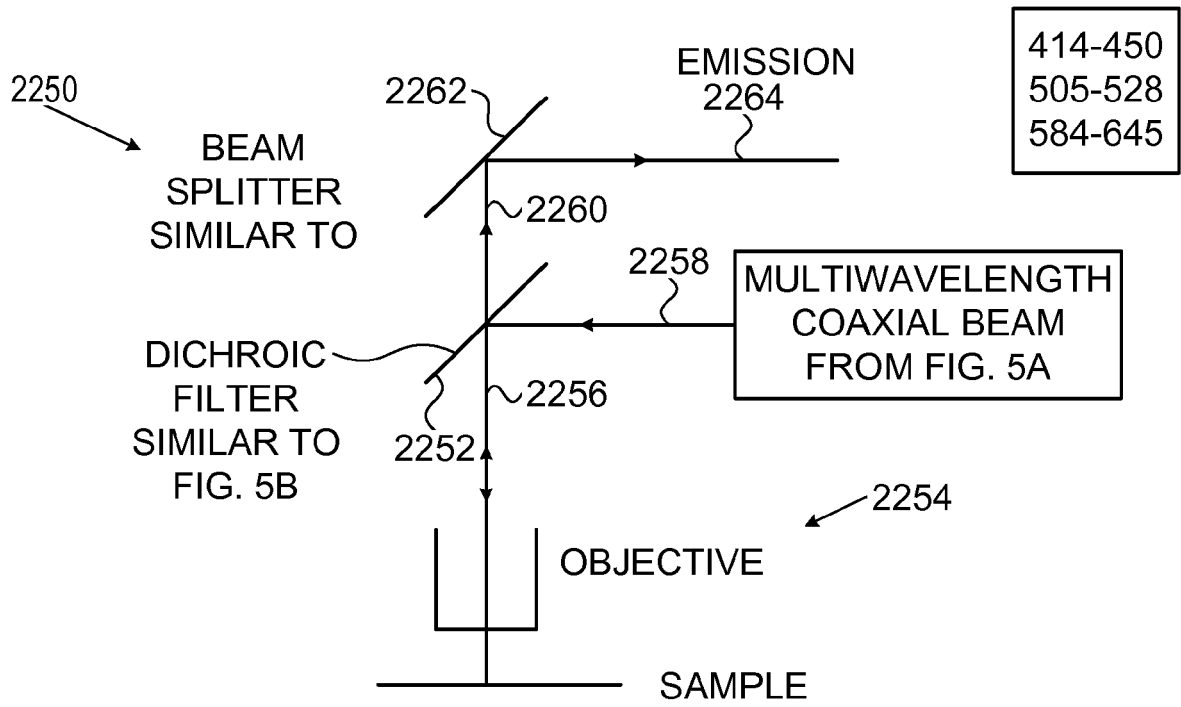 2250
BEAM
SPLITTER
SIMILAR TO
2262
EMISSION
2264
414-450
505-528
584-645
2260
2258
MULTIWAVELENGTH
COAXIAL BEAM
FROM FIG. 5A
DICHROIC
FILTER
SIMILAR TO
FIG. 5B
2252
2256
2254
OBJECTIVE
SAMPLE